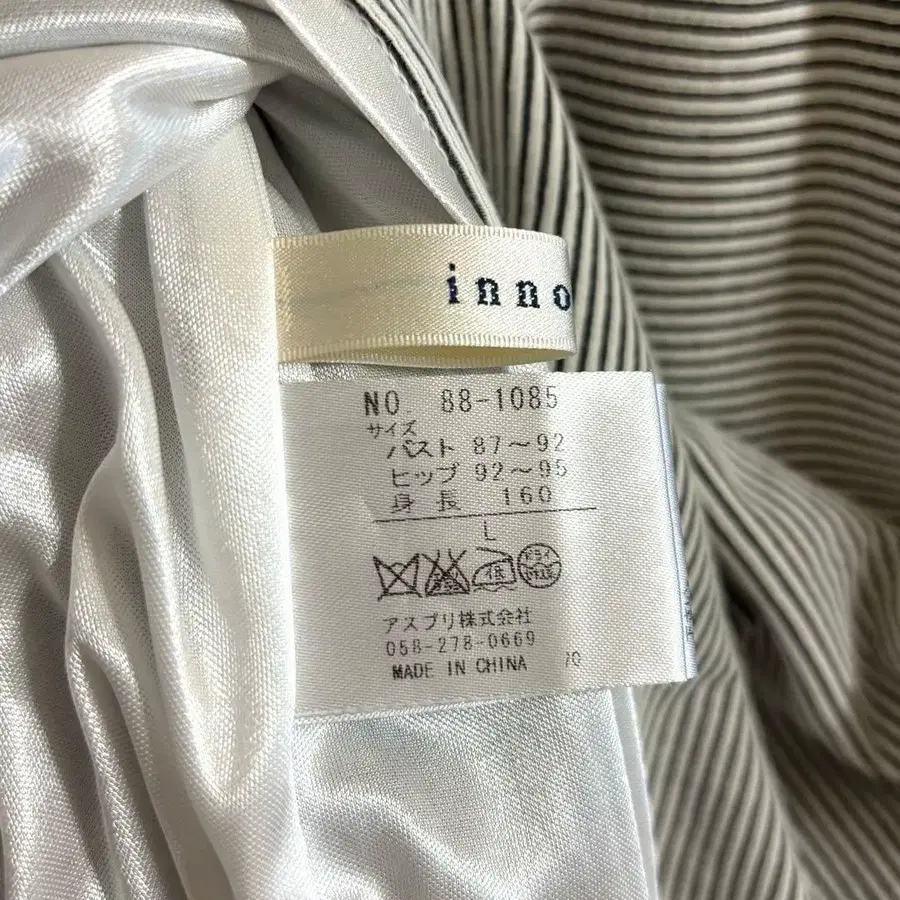 inno
NO. 88-1085
サイズ
バスト 87～92
ヒップ 92～95
身長 160
L
アスプリ株式会社
058-278-0669
MADE IN CHINA 70